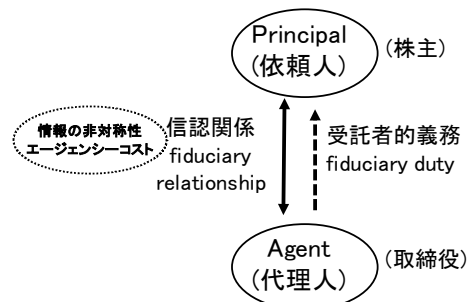 Principal
(依頼人)
(株主)
情報の非対称性
エージェンシーコスト
信認関係
fiduciary
relationship
受託者的義務
fiduciary duty
Agent
(代理人)
(取締役)